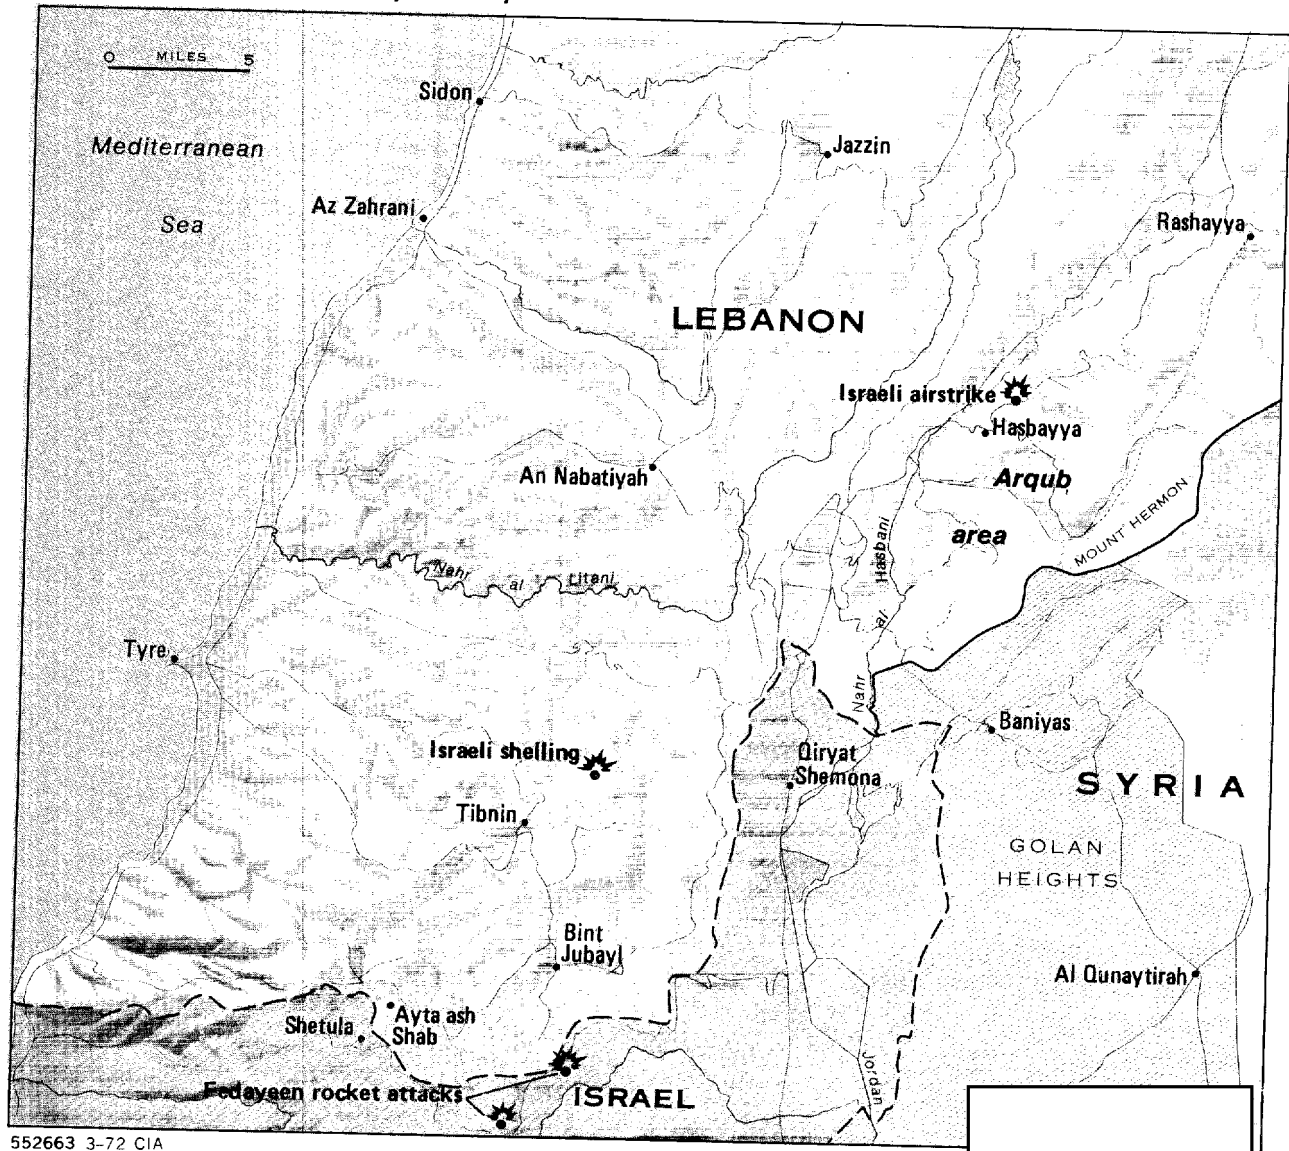 0 MILES 5
Sidon
Mediterranean
Sea
Jazzin
Az Zahrani
Rashayya
LEBANON
Israeli airstrike
Hasbayya
An Nabatiyah
Arqub
area
MOUNT HERMON
Nahr al Litani
Nahr al Hasbani
Tyre
Baniyas
Israeli shelling
Qiryat
Shemona
SYRIA
Tibnin
GOLAN
HEIGHTS
Bint
Jubayl
Al Qunaytirah
Ayta ash
Shab
Shetula
Jordan
Fedayeen rocket attacks
ISRAEL
552663 3-72 CIA